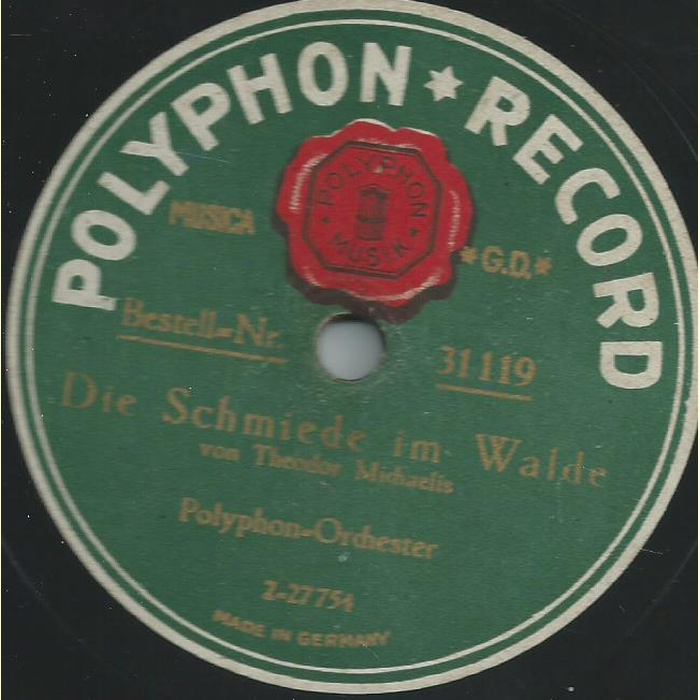 POLYPHON ★ RECORD
POLYPHON
MUSIK
MUSICA
*G.D.*
Bestell=Nr. 31119
Die Schmiede im Walde
von Theodor Michaelis
Polyphon=Orchester
2-27754
MADE IN GERMANY